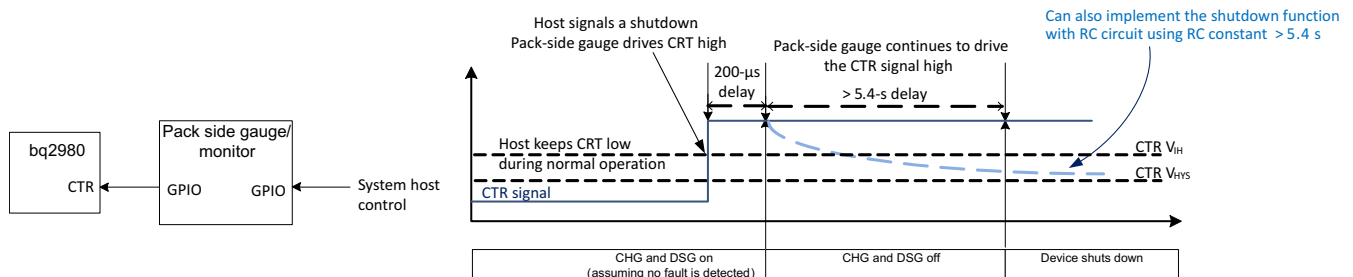 Host signals a shutdown
Pack-side gauge drives CRT high
Can also implement the shutdown function
with RC circuit using RC constant > 5.4 s
200-µs
delay
Pack-side gauge continues to drive
the CTR signal high
> 5.4-s delay
bq2980
CTR
Pack side gauge/
monitor
GPIO
GPIO
System host
control
Host keeps CRT low
during normal operation
CTR signal
CTR VIH
CTR VHYS
CHG and DSG on
(assuming no fault is detected)
CHG and DSG off
Device shuts down